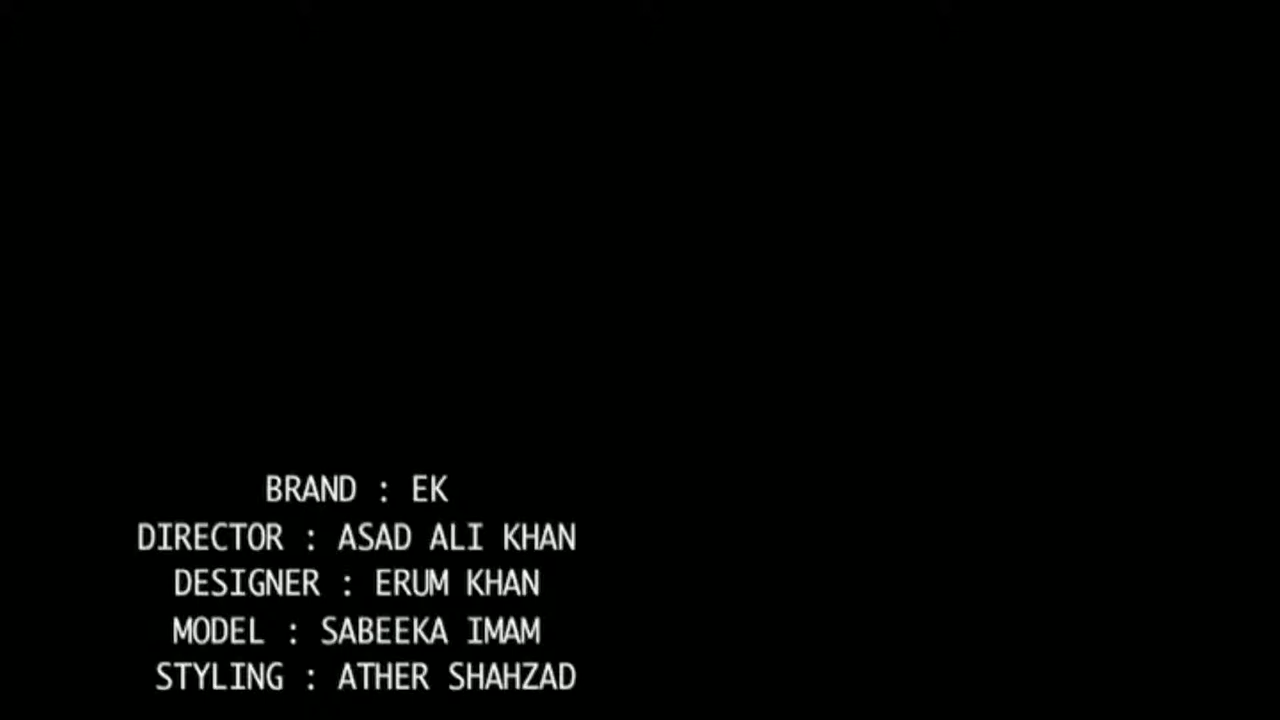 BRAND : EK
DIRECTOR : ASAD ALI KHAN
DESIGNER : ERUM KHAN
MODEL : SABEEKA IMAM
STYLING : ATHER SHAHZAD